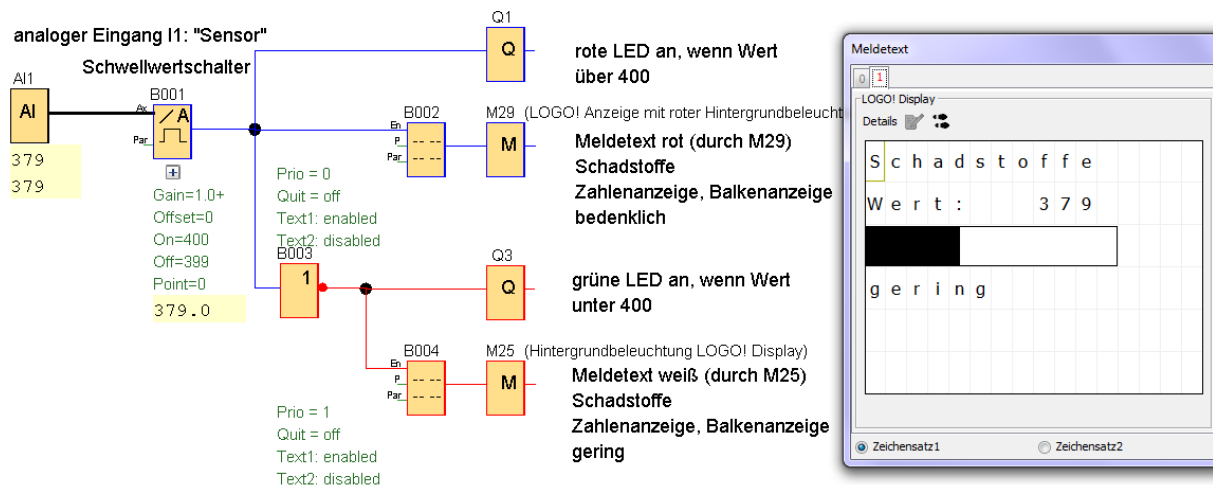 analoger Eingang I1: "Sensor"
Schwellwertschalter
AI1
AI
379
379
B001
Ax
Par
/A
+
Gain=1.0+
Offset=0
On=400
Off=399
Point=0
379.0
Q1
Q
rote LED an, wenn Wert
über 400
B002
En
P
Par
M29 (LOGO! Anzeige mit roter Hintergrundbeleucht
M
Meldetext rot (durch M29)
Schadstoffe
Zahlenanzeige, Balkenanzeige
bedenklich
Prio = 0
Quit = off
Text1: enabled
Text2: disabled
B003
1
Q3
Q
grüne LED an, wenn Wert
unter 400
B004
En
P
Par
M25 (Hintergrundbeleuchtung LOGO! Display)
M
Meldetext weiß (durch M25)
Schadstoffe
Zahlenanzeige, Balkenanzeige
gering
Prio = 1
Quit = off
Text1: enabled
Text2: disabled
Meldetext
0 1
LOGO! Display
Details
Schadstoffe
Wert: 379
gering
Zeichensatz1 Zeichensatz2